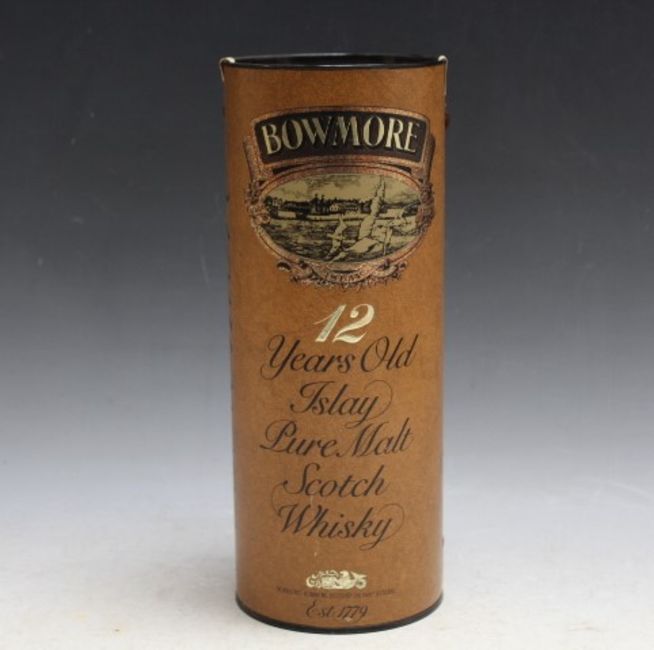 BOWMORE
12
Years Old
Islay
Pure Malt
Scotch
Whisky
Est. 1779